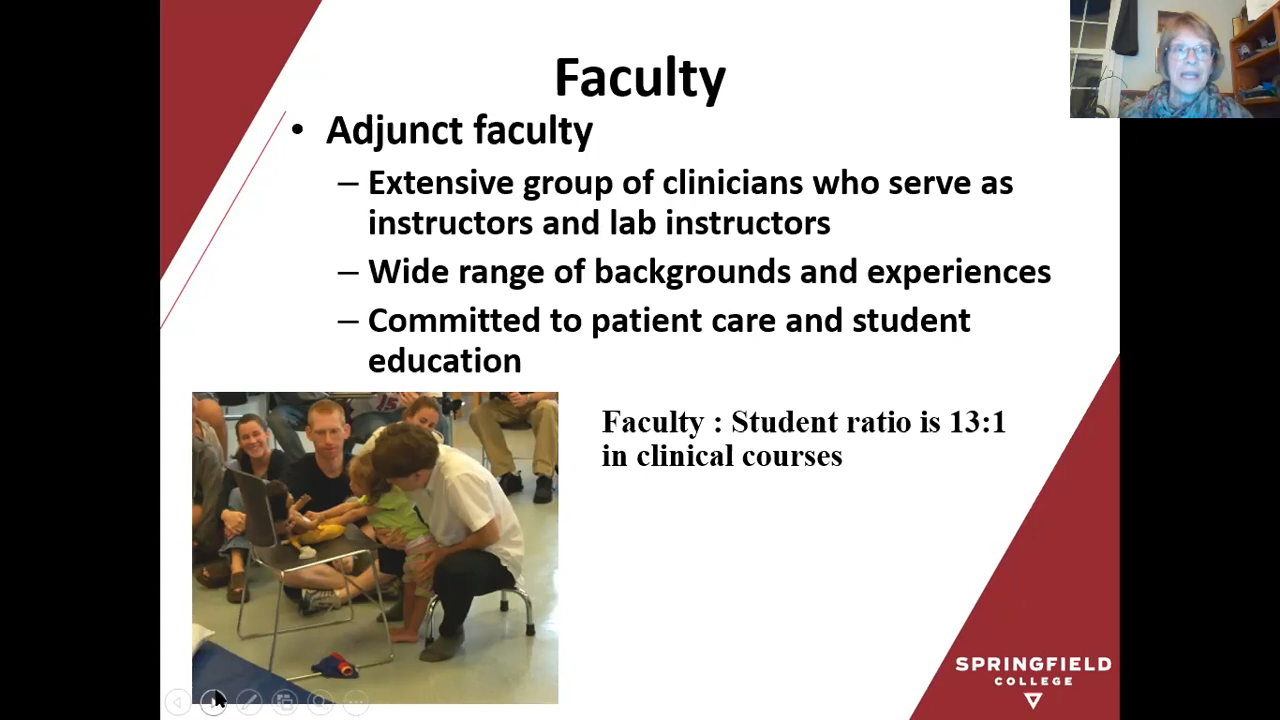 Faculty
• Adjunct faculty
– Extensive group of clinicians who serve as
instructors and lab instructors
– Wide range of backgrounds and experiences
– Committed to patient care and student
education
15
Faculty : Student ratio is 13:1
in clinical courses
SPRINGFIELD
COLLEGE